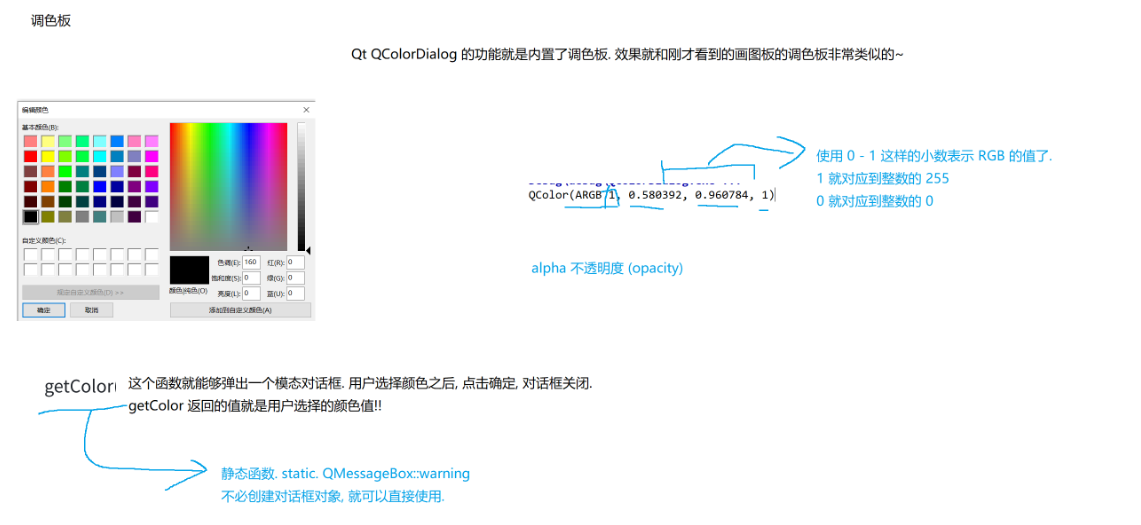 调色板
Qt QColorDialog 的功能就是内置了调色板. 效果就和刚才看到的画图板的调色板非常类似的~
编辑颜色
基本颜色(B):
自定义颜色(C):
规定自定义颜色(D) >>
确定 取消
色调(E): 160 红(R): 0
饱和度(S): 0 绿(G): 0
颜色|纯色(O) 亮度(L): 0 蓝(U): 0
添加到自定义颜色(A)
QColor(ARGB 1, 0.580392, 0.960784, 1)
使用 0 - 1 这样的小数表示 RGB 的值了.
1 就对应到整数的 255
0 就对应到整数的 0
alpha 不透明度 (opacity)
getColor(
这个函数就能够弹出一个模态对话框. 用户选择颜色之后, 点击确定, 对话框关闭.
getColor 返回的值就是用户选择的颜色值!!
静态函数. static. QMessageBox::warning
不必创建对话框对象, 就可以直接使用.